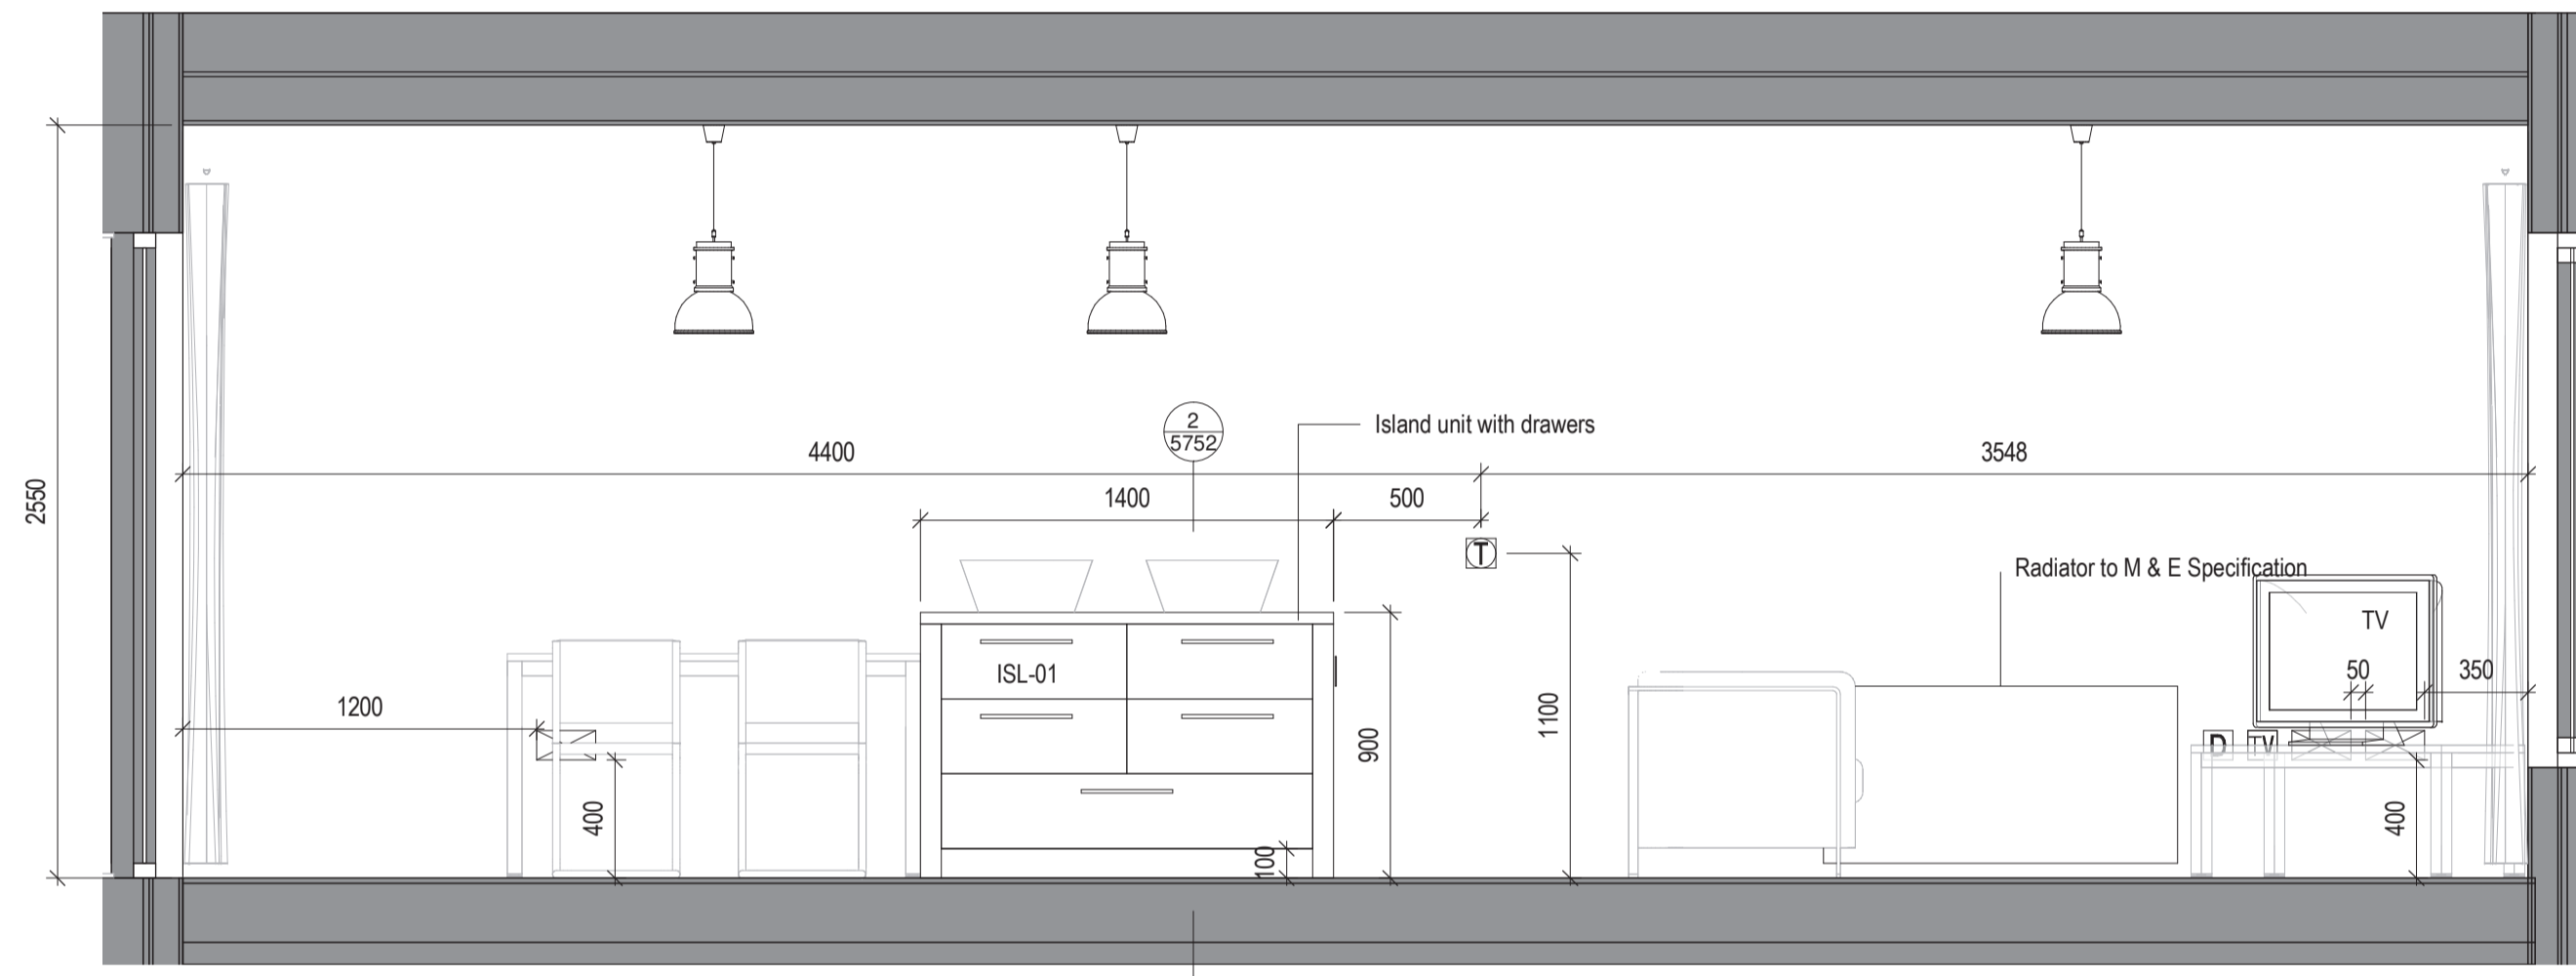 2
5752
Island unit with drawers
4400
3548
2550
1400
500
T
Radiator to M & E Specification
TV
ISL-01
50
350
1200
1100
900
D
TV
400
400
100